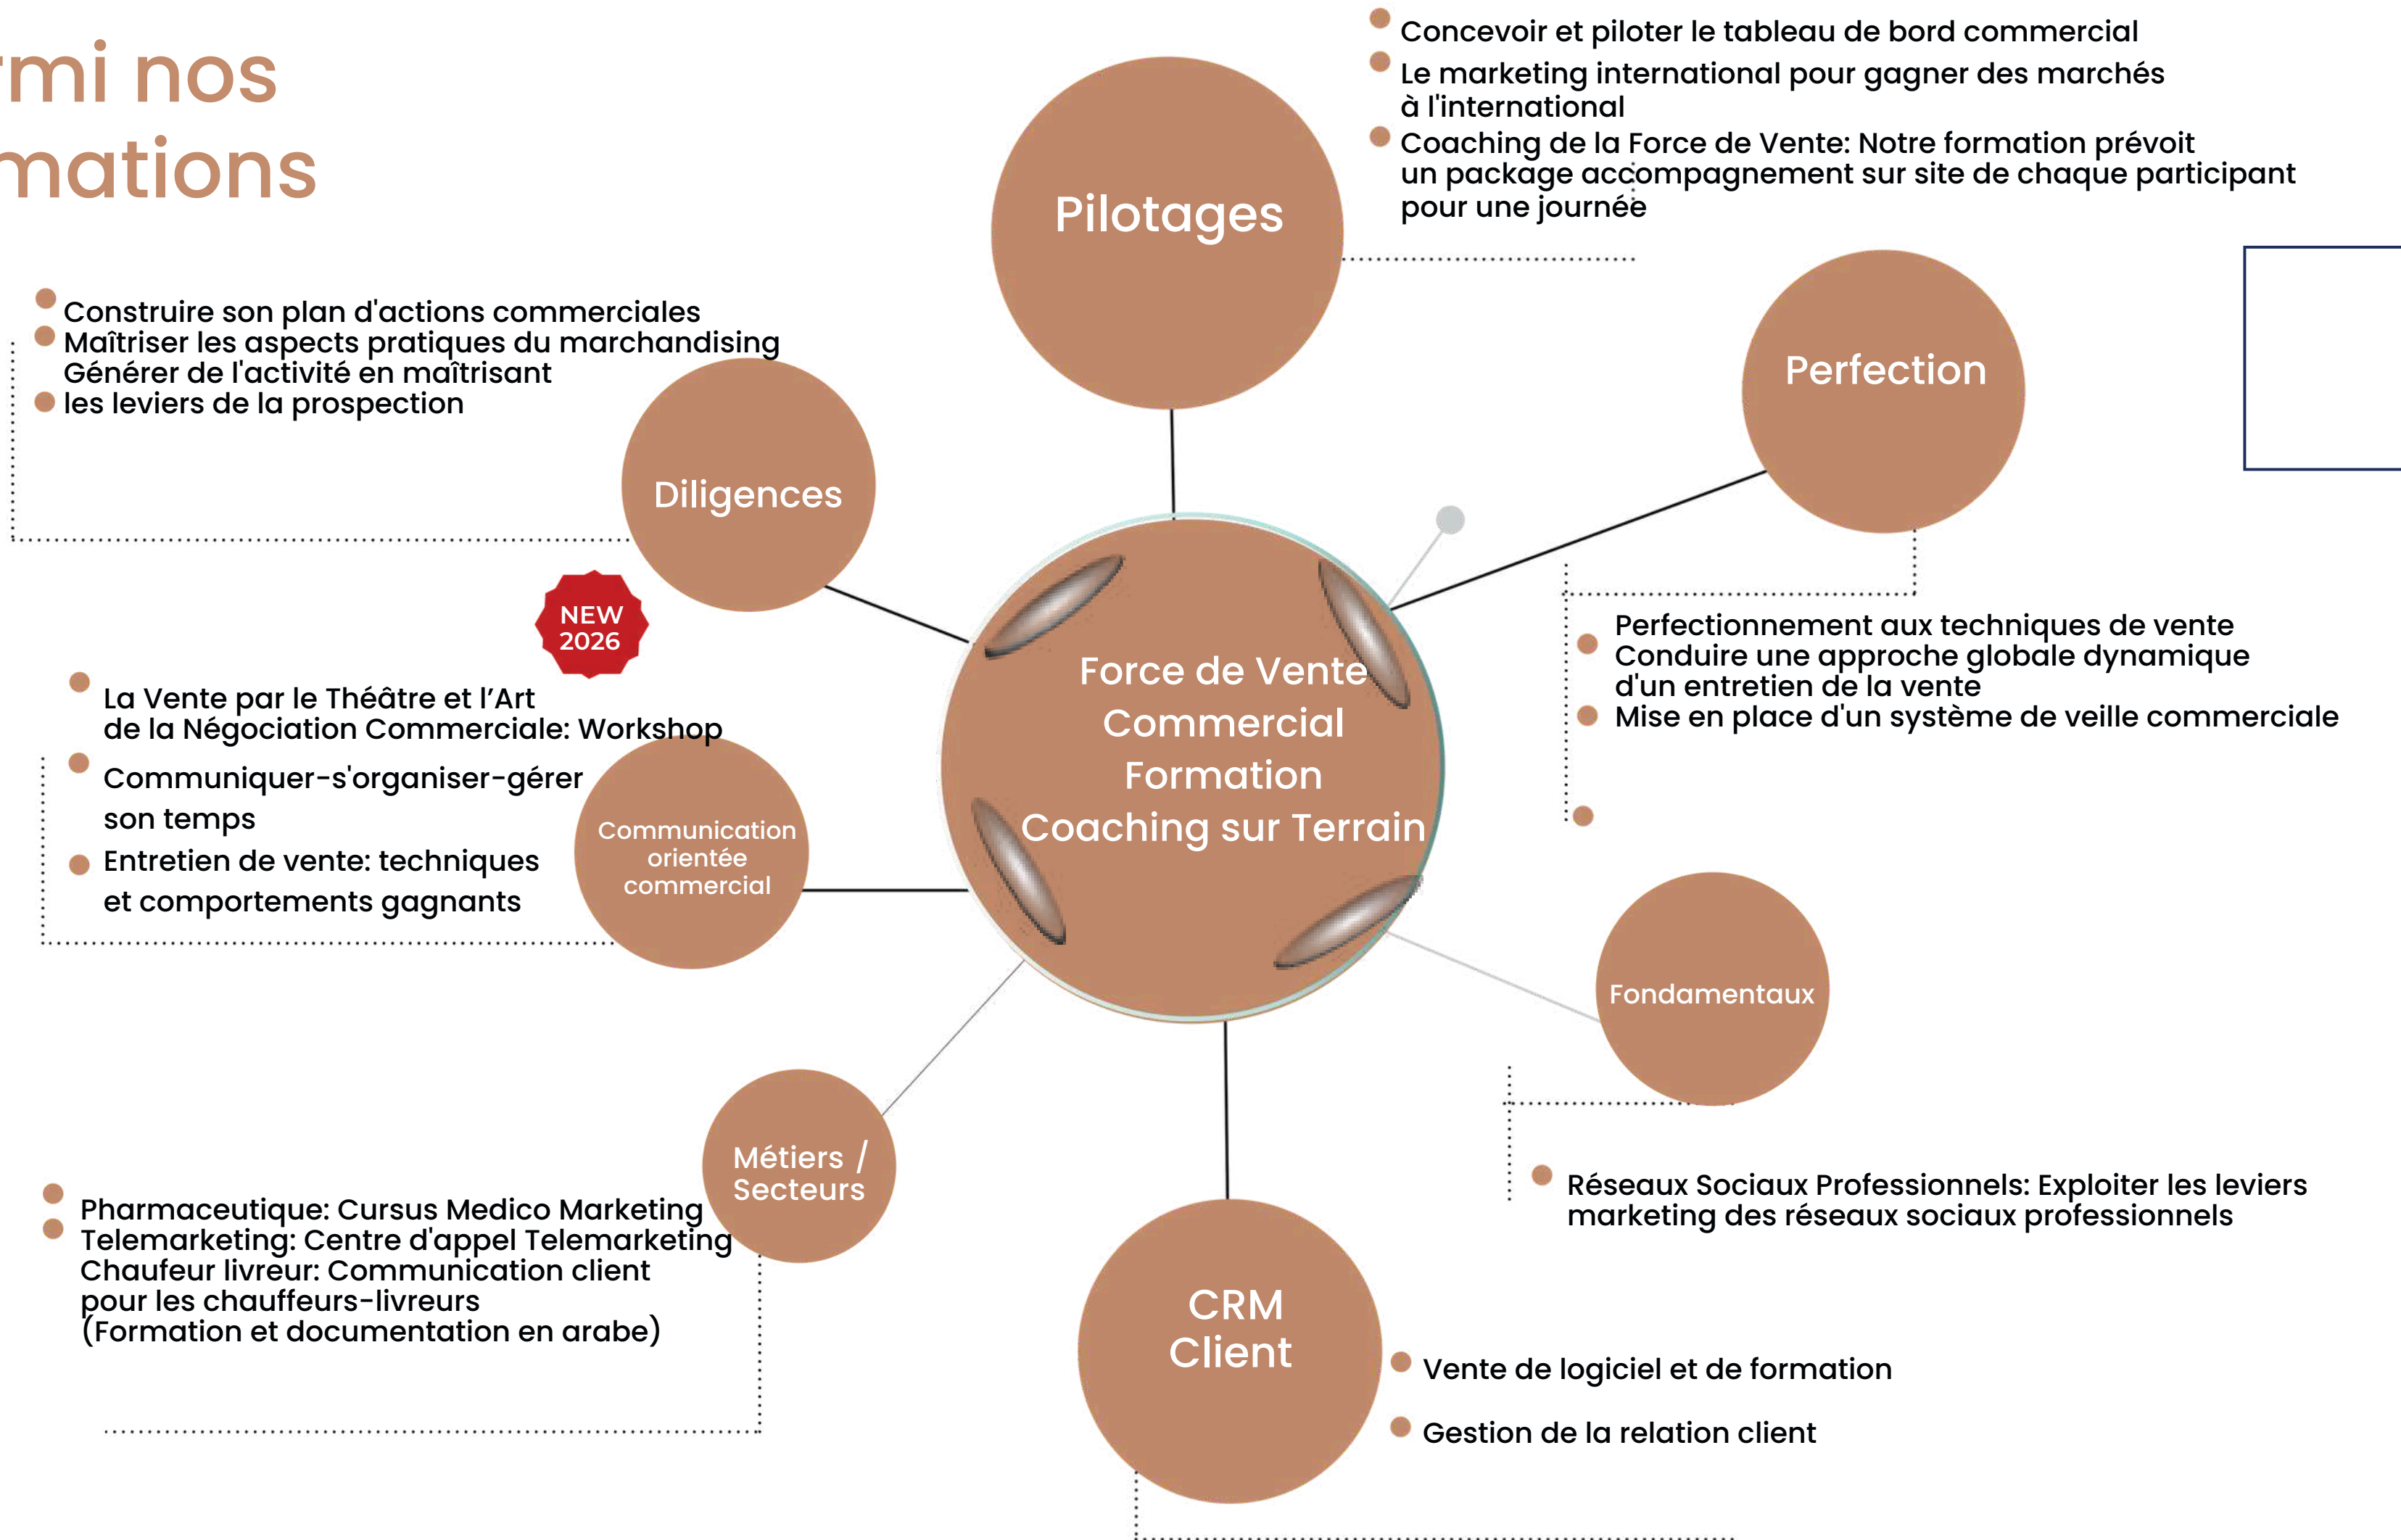 rmi nos
mations
Concevoir et piloter le tableau de bord commercial
Le marketing international pour gagner des marchés
à l'international
Coaching de la Force de Vente: Notre formation prévoit
un package accompagnement sur site de chaque participant
pour une journée
Pilotages
Perfection
Construire son plan d'actions commerciales
Maîtriser les aspects pratiques du marchandising
Générer de l'activité en maîtrisant
les leviers de la prospection
Diligences
NEW
2026
La Vente par le Théâtre et l’Art
de la Négociation Commerciale: Workshop
Communiquer-s'organiser-gérer
son temps
Entretien de vente: techniques
et comportements gagnants
Communication
orientée
commercial
Force de Vente
Commercial
Formation
Coaching sur Terrain
Perfectionnement aux techniques de vente
Conduire une approche globale dynamique
d'un entretien de la vente
Mise en place d'un système de veille commerciale
Fondamentaux
Réseaux Sociaux Professionnels: Exploiter les leviers
marketing des réseaux sociaux professionnels
Métiers /
Secteurs
Pharmaceutique: Cursus Medico Marketing
Telemarketing: Centre d'appel Telemarketing
Chaufeur livreur: Communication client
pour les chauffeurs-livreurs
(Formation et documentation en arabe)
CRM
Client
Vente de logiciel et de formation
Gestion de la relation client